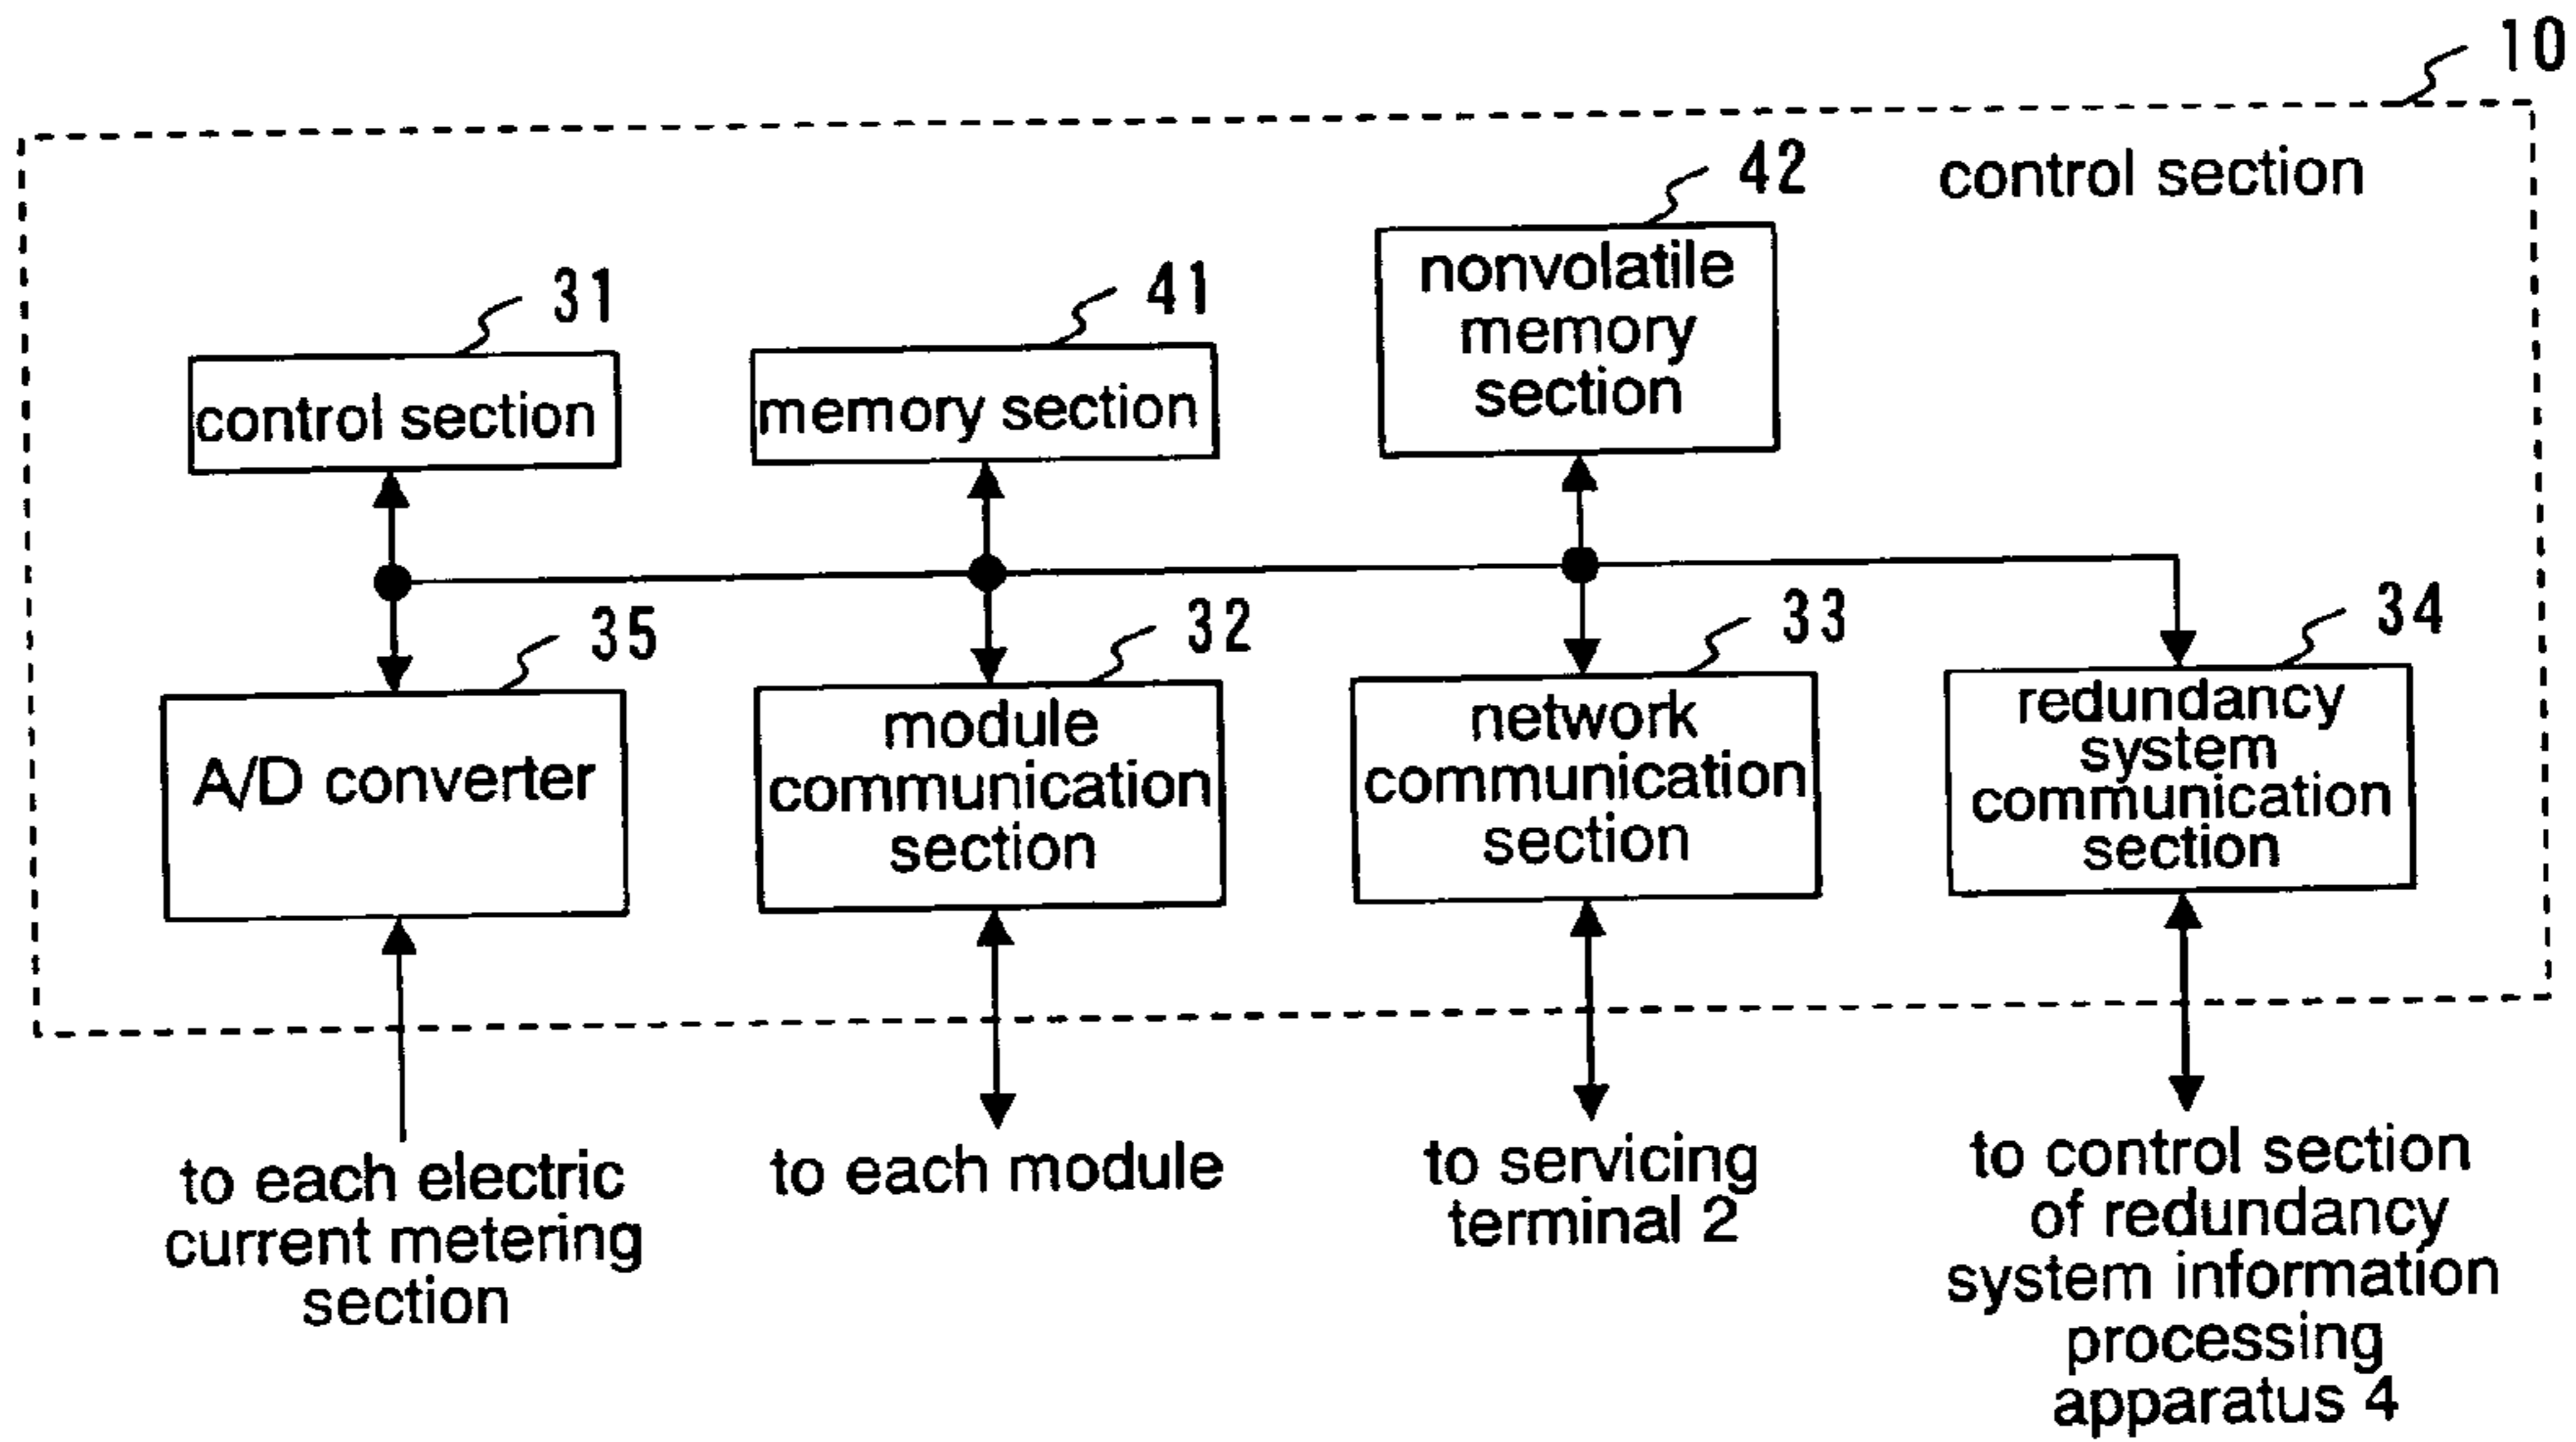 10
control section
42
nonvolatile
memory
section
31
control section
41
memory section
35
A/D converter
32
module
communication
section
33
network
communication
section
34
redundancy
system
communication
section
to each electric
current metering
section
to each module
to servicing
terminal 2
to control section
of redundancy
system information
processing
apparatus 4